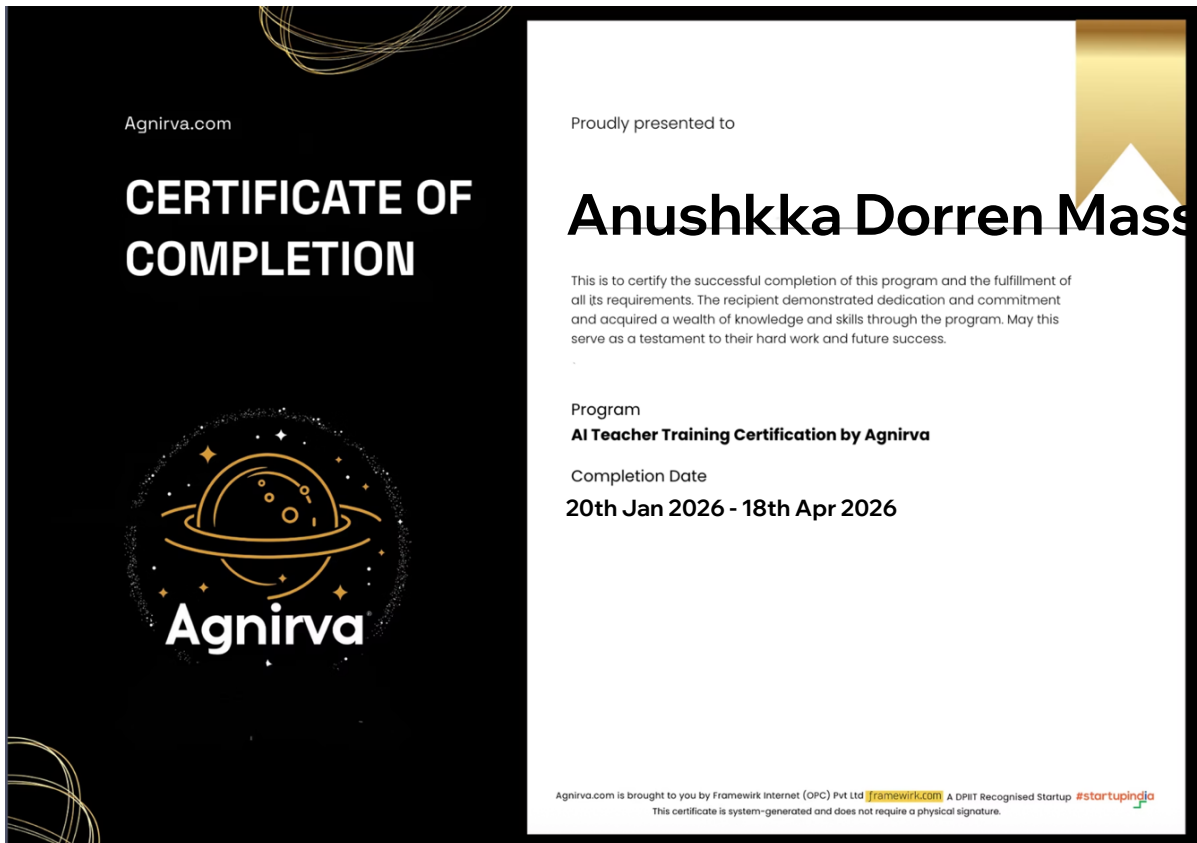 Agnirva.com
CERTIFICATE OF
COMPLETION
Agnirva
Proudly presented to
Anushkka Dorren Mass
This is to certify the successful completion of this program and the fulfillment of
all its requirements. The recipient demonstrated dedication and commitment
and acquired a wealth of knowledge and skills through the program. May this
serve as a testament to their hard work and future success.
Program
AI Teacher Training Certification by Agnirva
Completion Date
20th Jan 2026 - 18th Apr 2026
Agnirva.com is brought to you by Framewirk Internet (OPC) Pvt Ltd framewirk.com A DPIIT Recognised Startup #startupindia
This certificate is system-generated and does not require a physical signature.